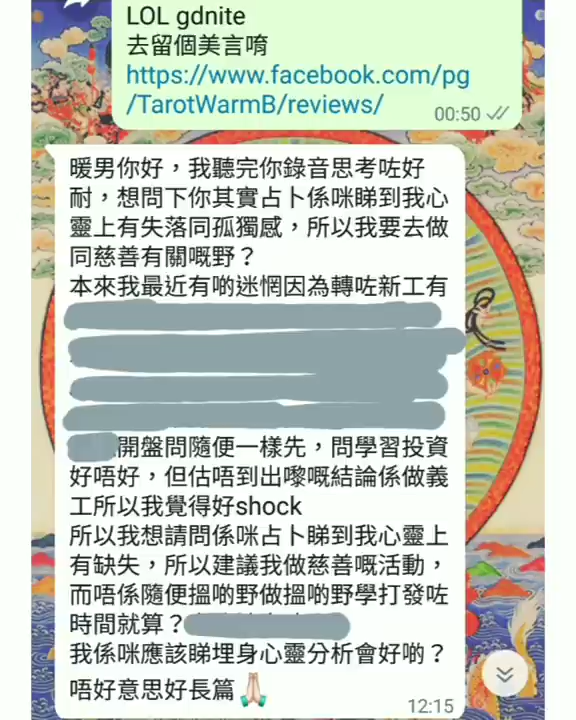 LOL gdnite
去留個美言唷
https://www.facebook.com/pg
/TarotWarmB/reviews/
00:50
暖男你好，我聽完你錄音思考咗好
耐，想問下你其實占卜係咪睇到我心
靈上有失落同孤獨感，所以我要去做
同慈善有關嘅野？
本來我最近有啲迷惘因為轉咗新工有
開盤問隨便一樣先，問學習投資
好唔好，但估唔到出嚟嘅結論係做義
工所以我覺得好shock
所以我想請問係咪占卜睇到我心靈上
有缺失，所以建議我做慈善嘅活動，
而唔係隨便搵啲野做搵啲野學打發咗
時間就算？
我係咪應該睇埋身心靈分析會好啲？
唔好意思好長篇🙏🏻
12:15